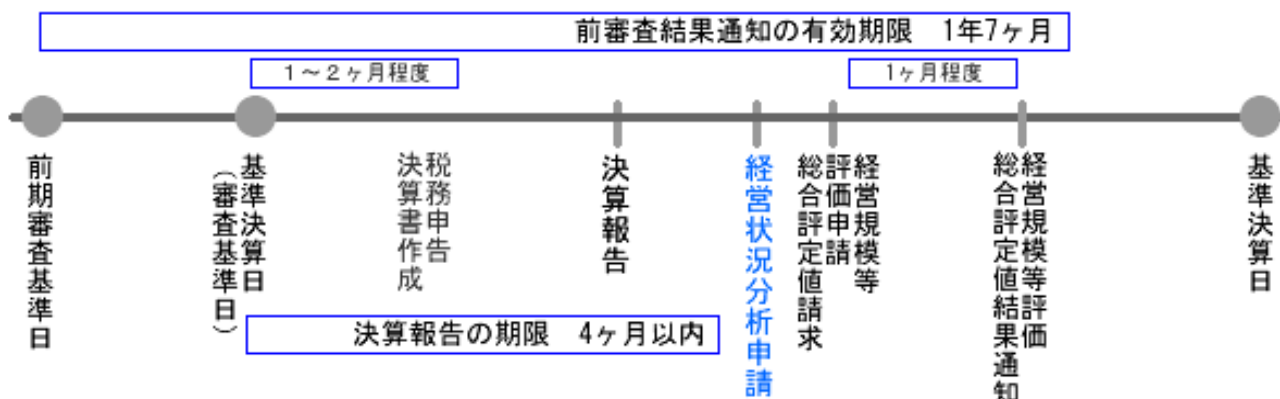 前審査結果通知の有効期限　1年7ヶ月
１～２ヶ月程度
1ヶ月程度
前期審査基準日
基準決算日
（審査基準日）
税務申告
決算書作成
決算報告
経営状況分析申請
経営規模等
評価申請
総合評定値請求
経営規模等評価
総合評定値結果通知
基準決算日
決算報告の期限　4ヶ月以内